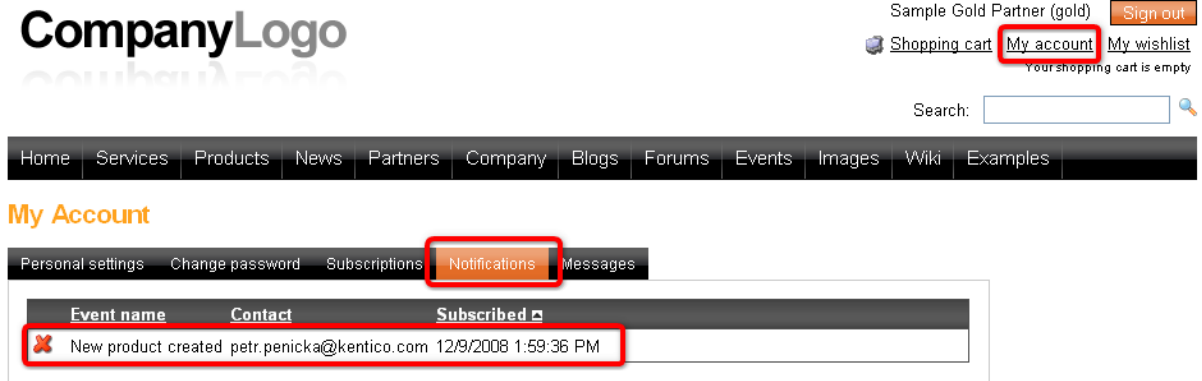 CompanyLogo
Sample Gold Partner (gold) Sign out
Shopping cart My account My wishlist
Your shopping cart is empty
Search:
Home Services Products News Partners Company Blogs Forums Events Images Wiki Examples
My Account
Personal settings Change password Subscriptions Notifications Messages
Event name Contact Subscribed
New product created petr.penicka@kentico.com 12/9/2008 1:59:36 PM